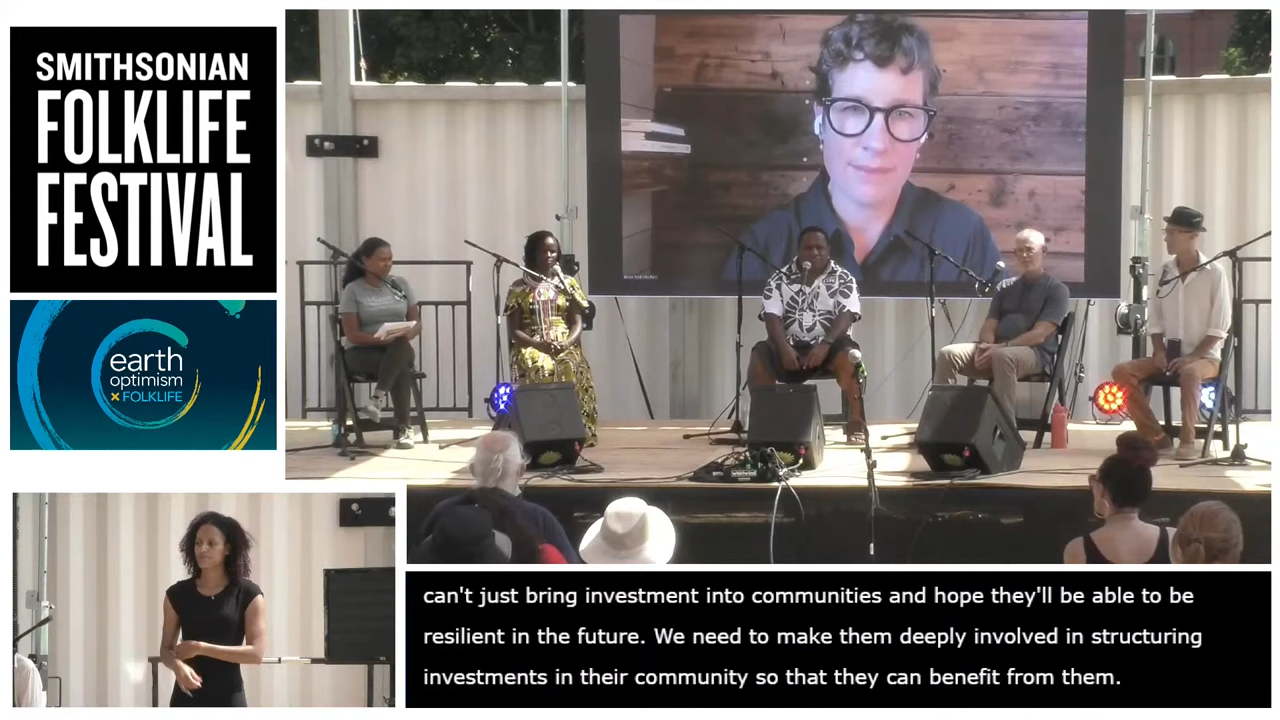 SMITHSONIAN
FOLKLIFE
FESTIVAL
earth
optimism
× FOLKLIFE
can't just bring investment into communities and hope they'll be able to be
resilient in the future. We need to make them deeply involved in structuring
investments in their community so that they can benefit from them.